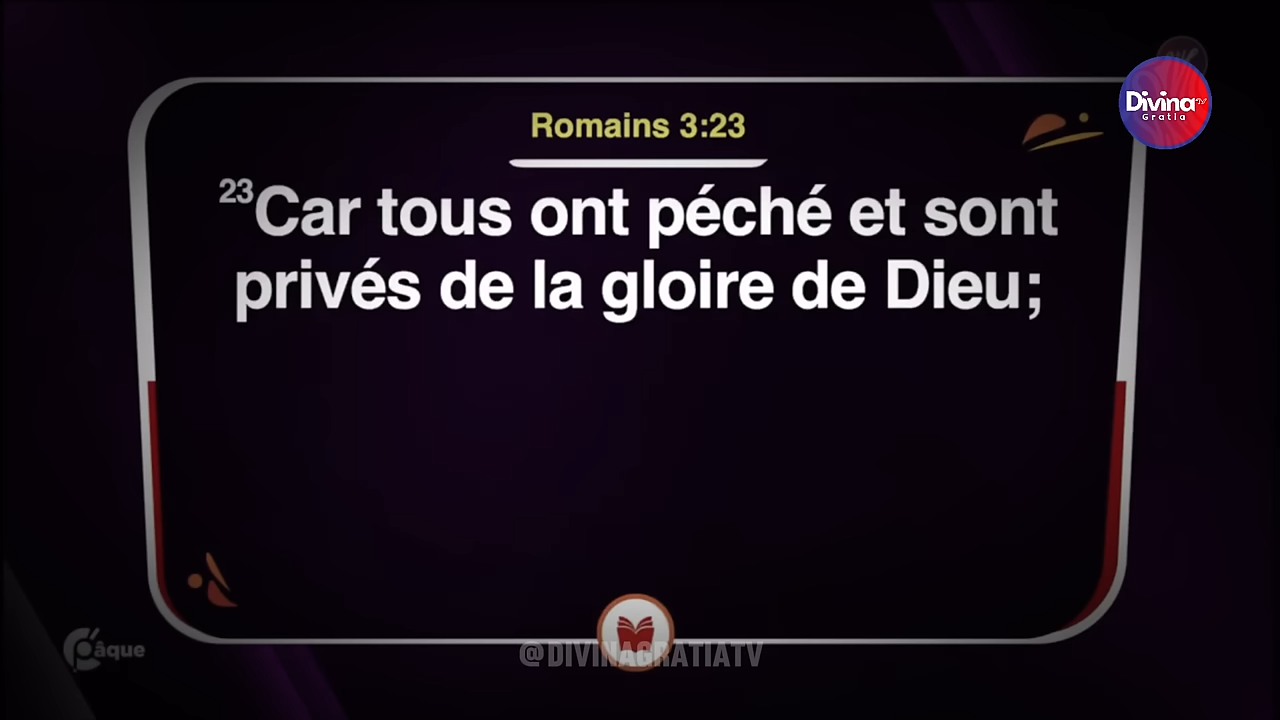 Divina TV
Gratia
Romains 3:23
23Car tous ont péché et sont
privés de la gloire de Dieu;
Pâque
@DIVINAGRATIATV